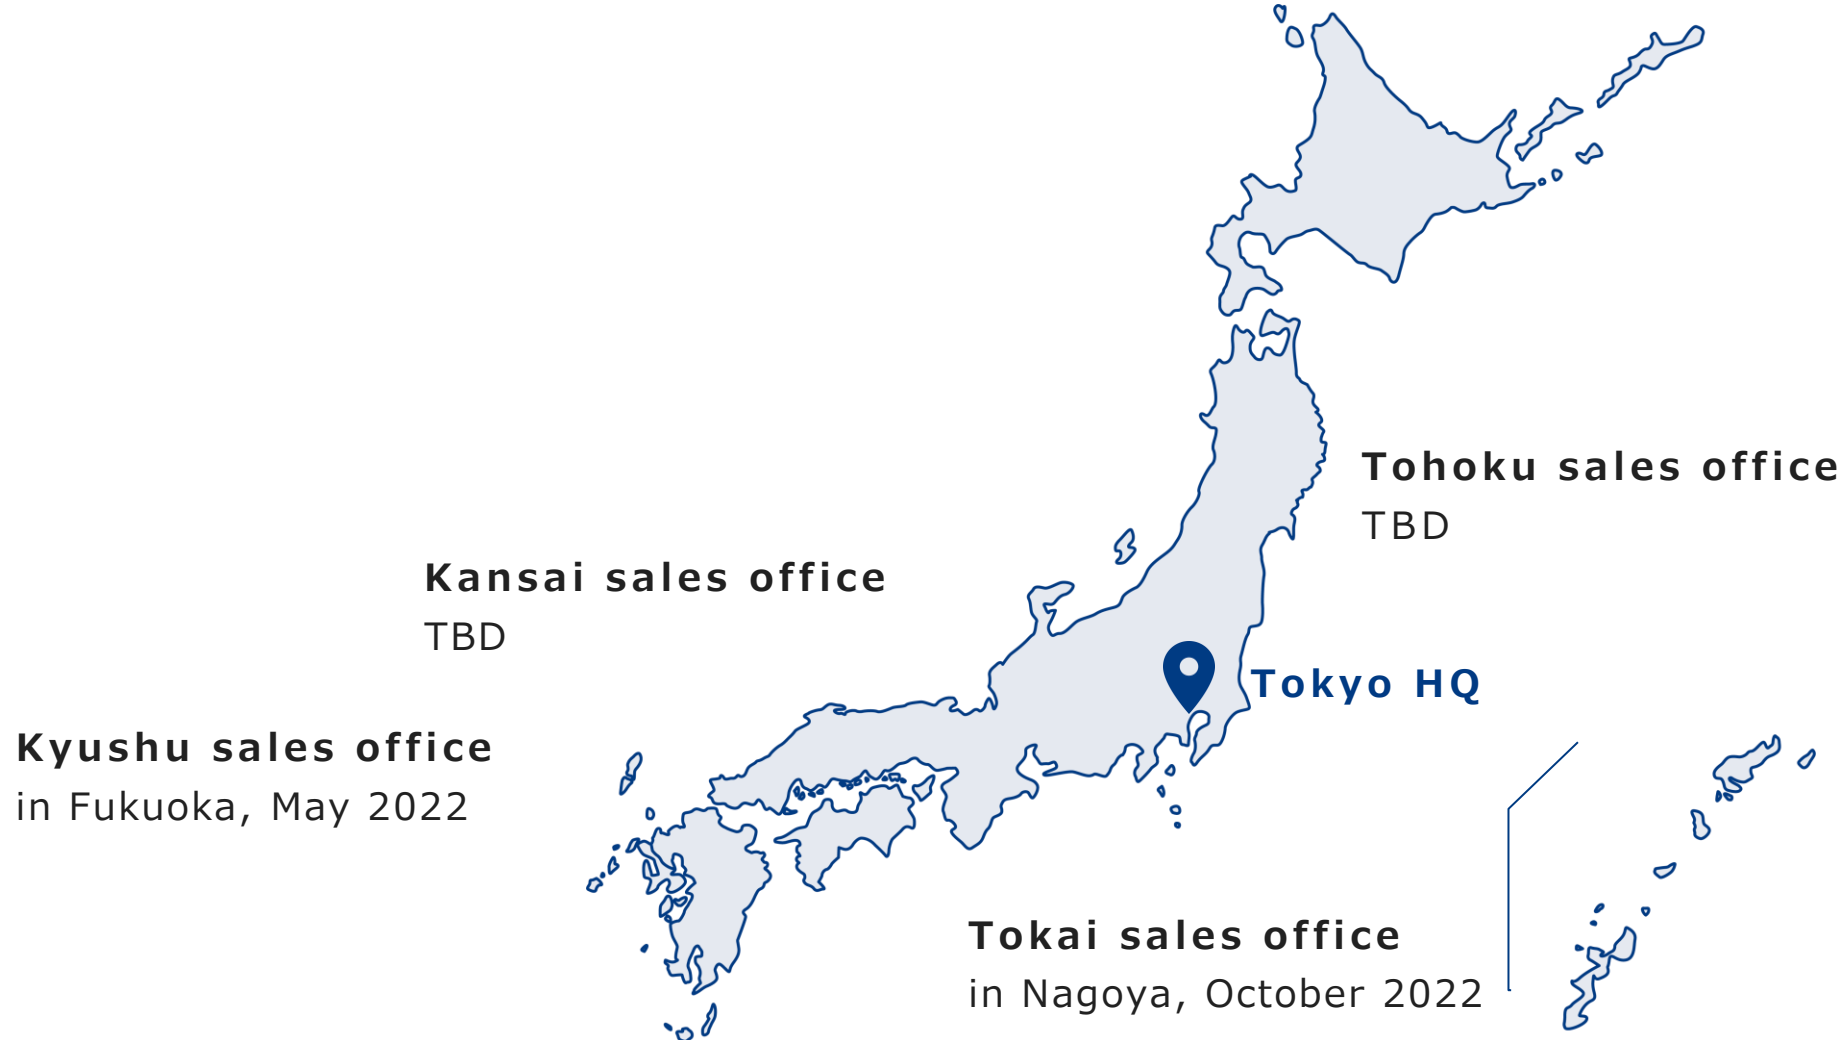 Tohoku sales office
TBD
Kansai sales office
TBD
Tokyo HQ
Kyushu sales office
in Fukuoka, May 2022
Tokai sales office
in Nagoya, October 2022